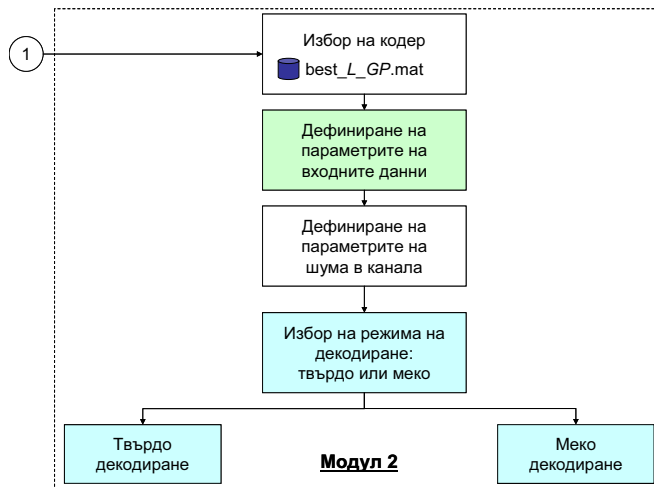 1
Избор на кодер
best_L_GP.mat
Дефиниране на
параметрите на
входните данни
Дефиниране на
параметрите на
шума в канала
Избор на режима на
декодиране:
твърдо или меко
Твърдо
декодиране
Модул 2
Меко
декодиране